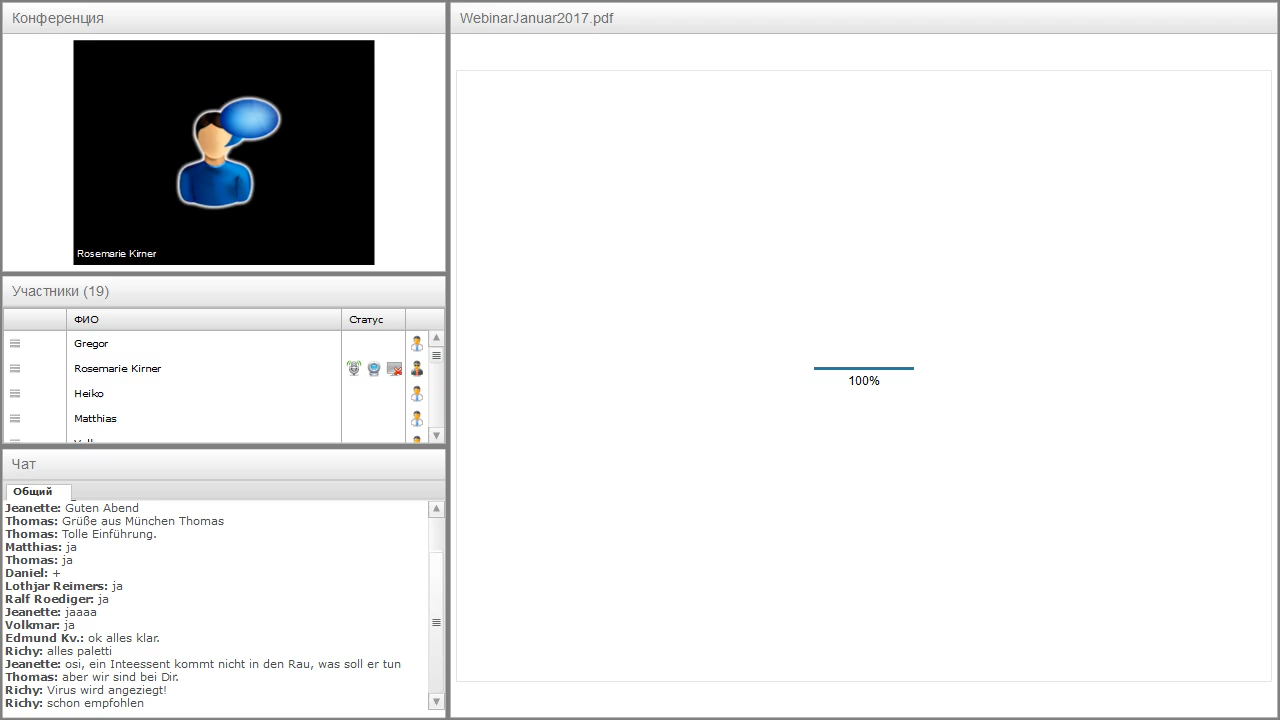 Конференция
Rosemarie Kirner
Участники (19)
ФИО Статус
Gregor
Rosemarie Kirner
Heiko
Matthias
Чат
Общий
Jeanette: Guten Abend
Thomas: Grüße aus München Thomas
Thomas: Tolle Einführung.
Matthias: ja
Thomas: ja
Daniel: +
Lothjar Reimers: ja
Ralf Roediger: ja
Jeanette: jaaaa
Volkmar: ja
Edmund Kv.: ok alles klar.
Richy: alles paletti
Jeanette: osi, ein Inteessent kommt nicht in den Rau, was soll er tun
Thomas: aber wir sind bei Dir.
Richy: Virus wird angeziegt!
Richy: schon empfohlen
WebinarJanuar2017.pdf
100%